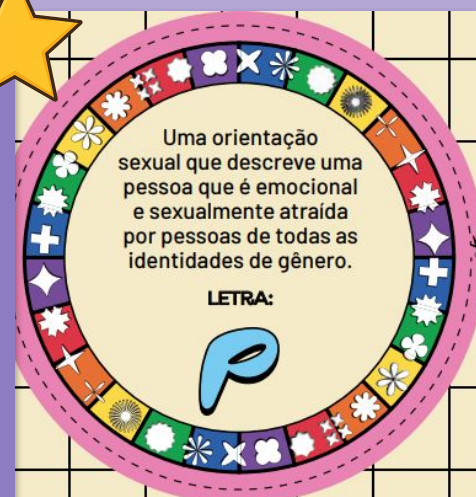 Uma orientação
sexual que descreve uma
pessoa que é emocional
e sexualmente atraída
por pessoas de todas as
identidades de gênero.
LETRA:
P